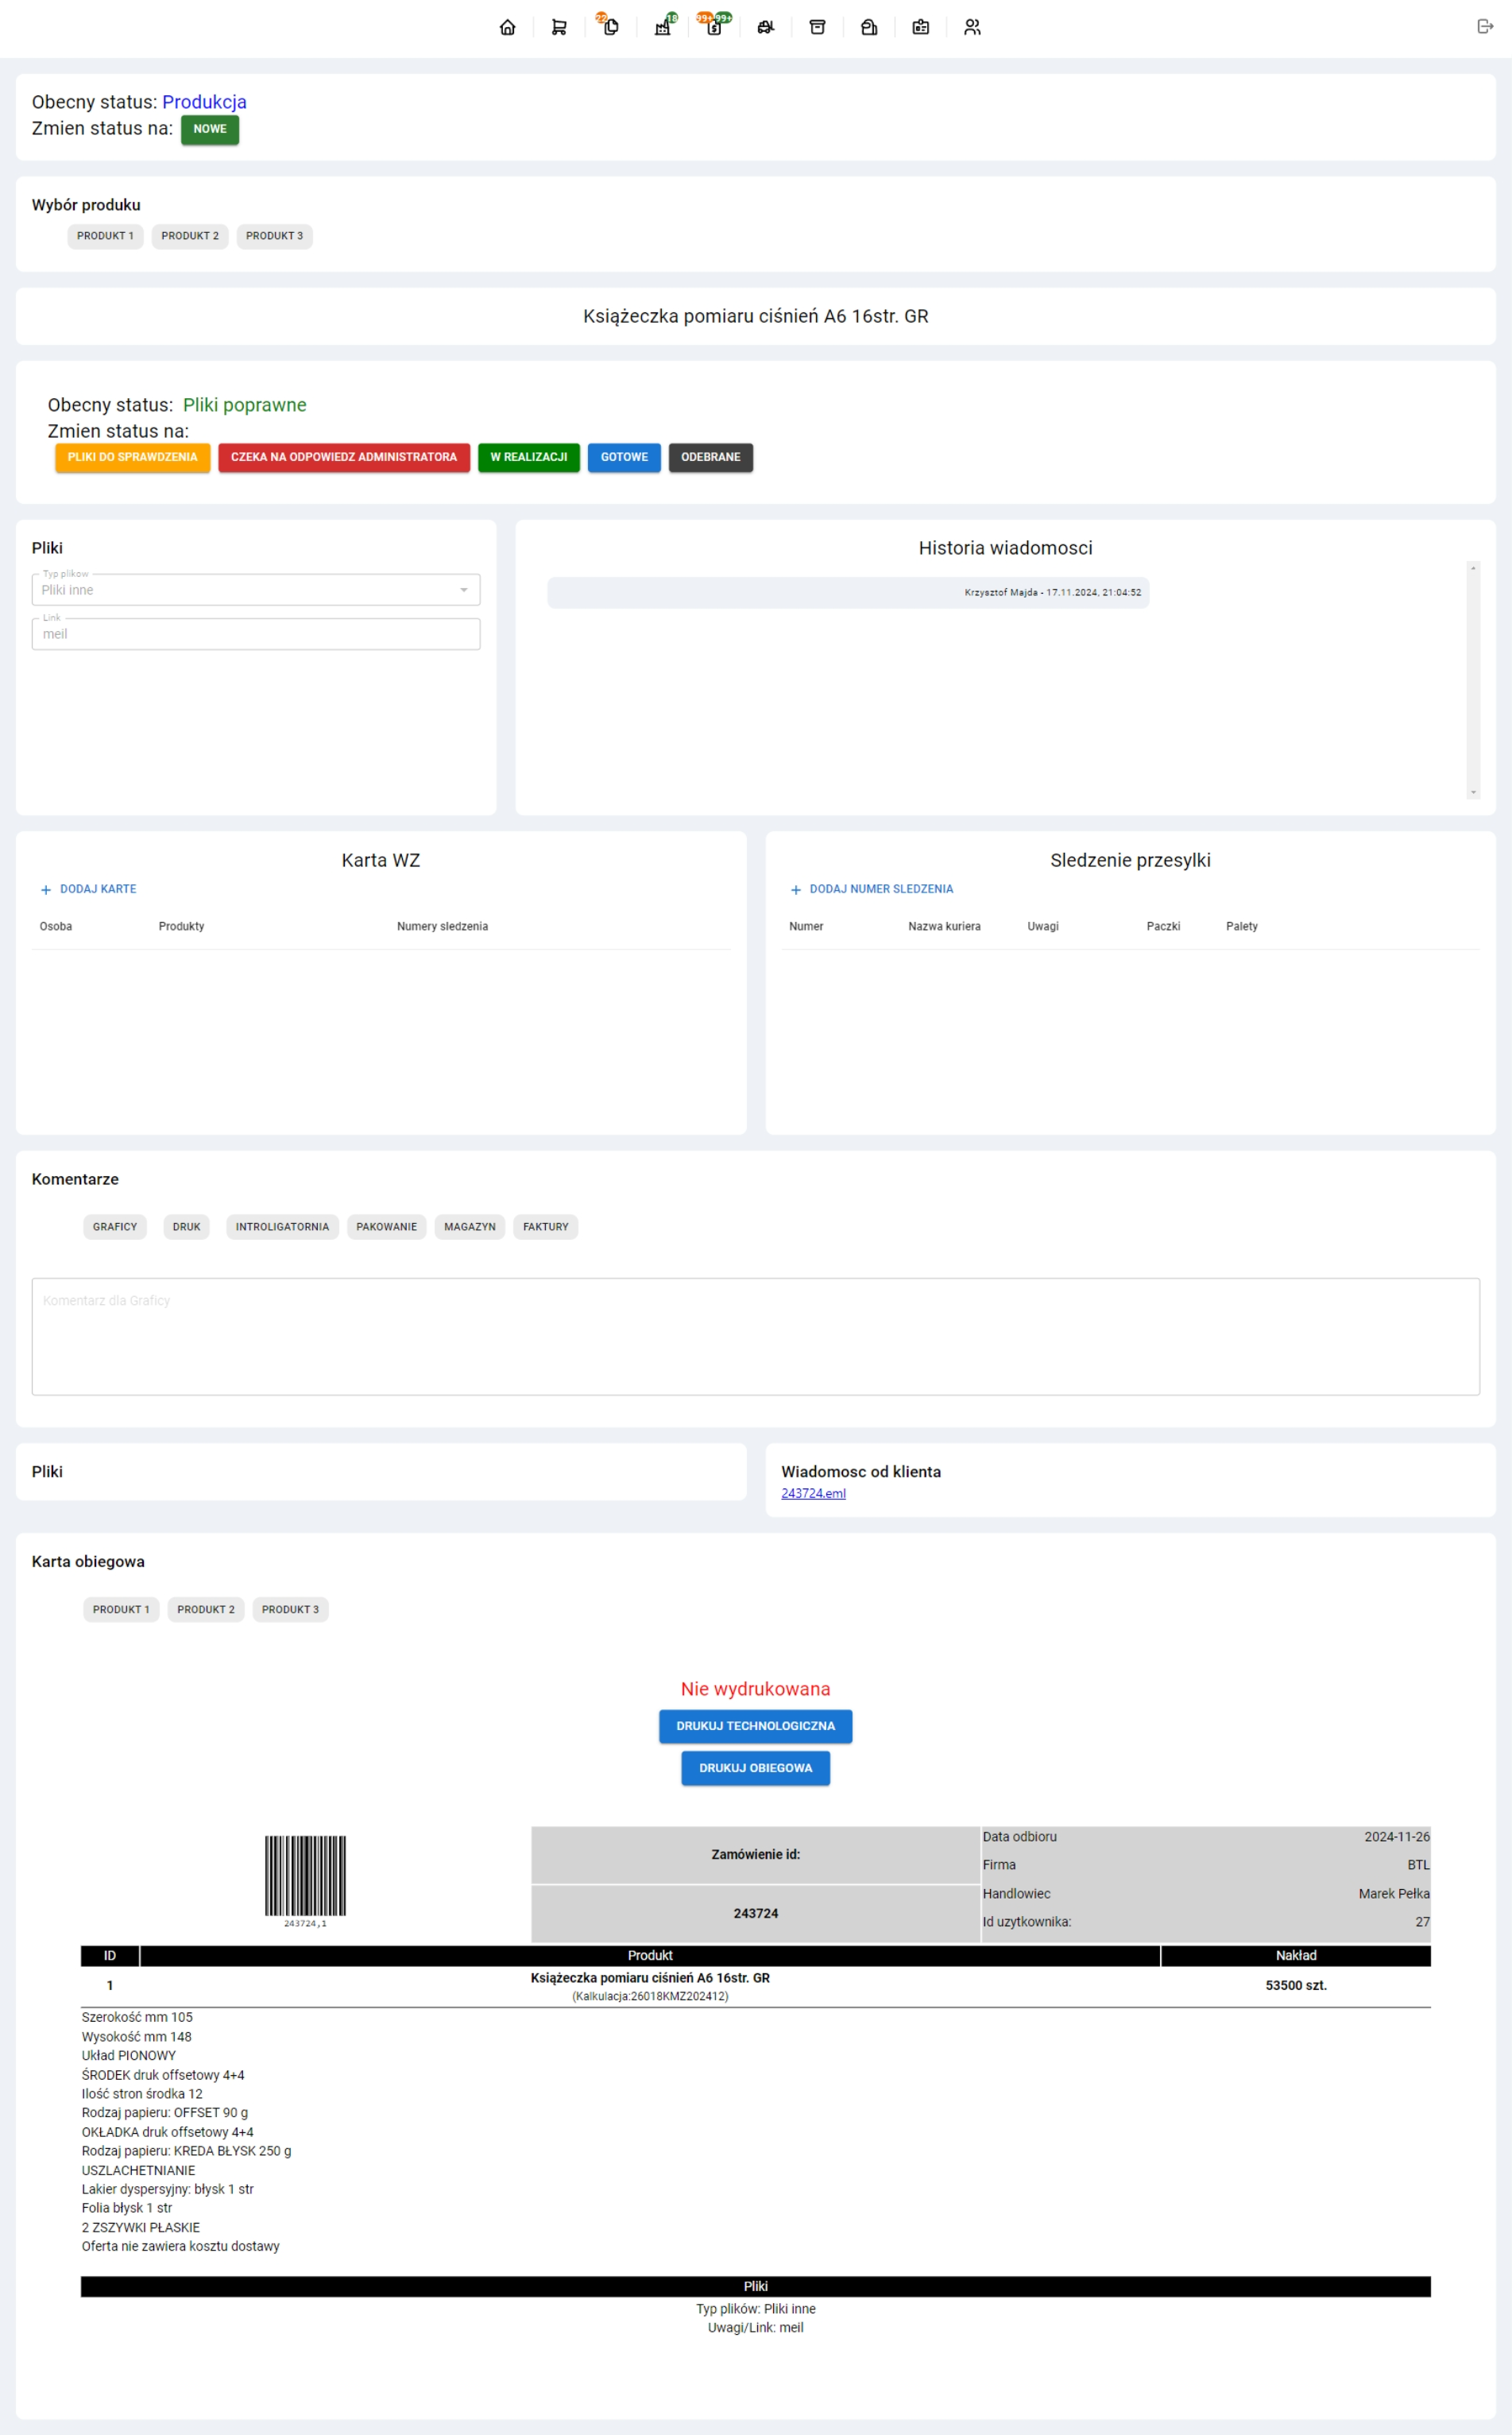 22 18 99+ 99+
Obecny status: Produkcja
Zmien status na: NOWE
Wybór produku
PRODUKT 1 PRODUKT 2 PRODUKT 3
Książeczka pomiaru ciśnień A6 16str. GR
Obecny status: Pliki poprawne
Zmien status na:
PLIKI DO SPRAWDZENIA CZEKA NA ODPOWIEDZ ADMINISTRATORA W REALIZACJI GOTOWE ODEBRANE
Pliki
Typ plikow
Pliki inne
Link
meil
Historia wiadomosci
Krzysztof Majda - 17.11.2024, 21:04:52
Karta WZ
+ DODAJ KARTE
Osoba Produkty Numery sledzenia
Sledzenie przesylki
+ DODAJ NUMER SLEDZENIA
Numer Nazwa kuriera Uwagi Paczki Palety
Komentarze
GRAFICY DRUK INTROLIGATORNIA PAKOWANIE MAGAZYN FAKTURY
Komentarz dla Graficy
Pliki
Wiadomosc od klienta
243724.eml
Karta obiegowa
PRODUKT 1 PRODUKT 2 PRODUKT 3
Nie wydrukowana
DRUKUJ TECHNOLOGICZNA
DRUKUJ OBIEGOWA
243724,1
Zamówienie id:
243724
Data odbioru 2024-11-26
Firma BTL
Handlowiec Marek Pełka
Id uzytkownika: 27
ID Produkt Nakład
1 Książeczka pomiaru ciśnień A6 16str. GR 53500 szt.
(Kalkulacja:26018KMZ202412)
Szerokość mm 105
Wysokość mm 148
Układ PIONOWY
ŚRODEK druk offsetowy 4+4
Ilość stron środka 12
Rodzaj papieru: OFFSET 90 g
OKŁADKA druk offsetowy 4+4
Rodzaj papieru: KREDA BŁYSK 250 g
USZLACHETNIANIE
Lakier dyspersyjny: błysk 1 str
Folia błysk 1 str
2 ZSZYWKI PŁASKIE
Oferta nie zawiera kosztu dostawy
Pliki
Typ plików: Pliki inne
Uwagi/Link: meil